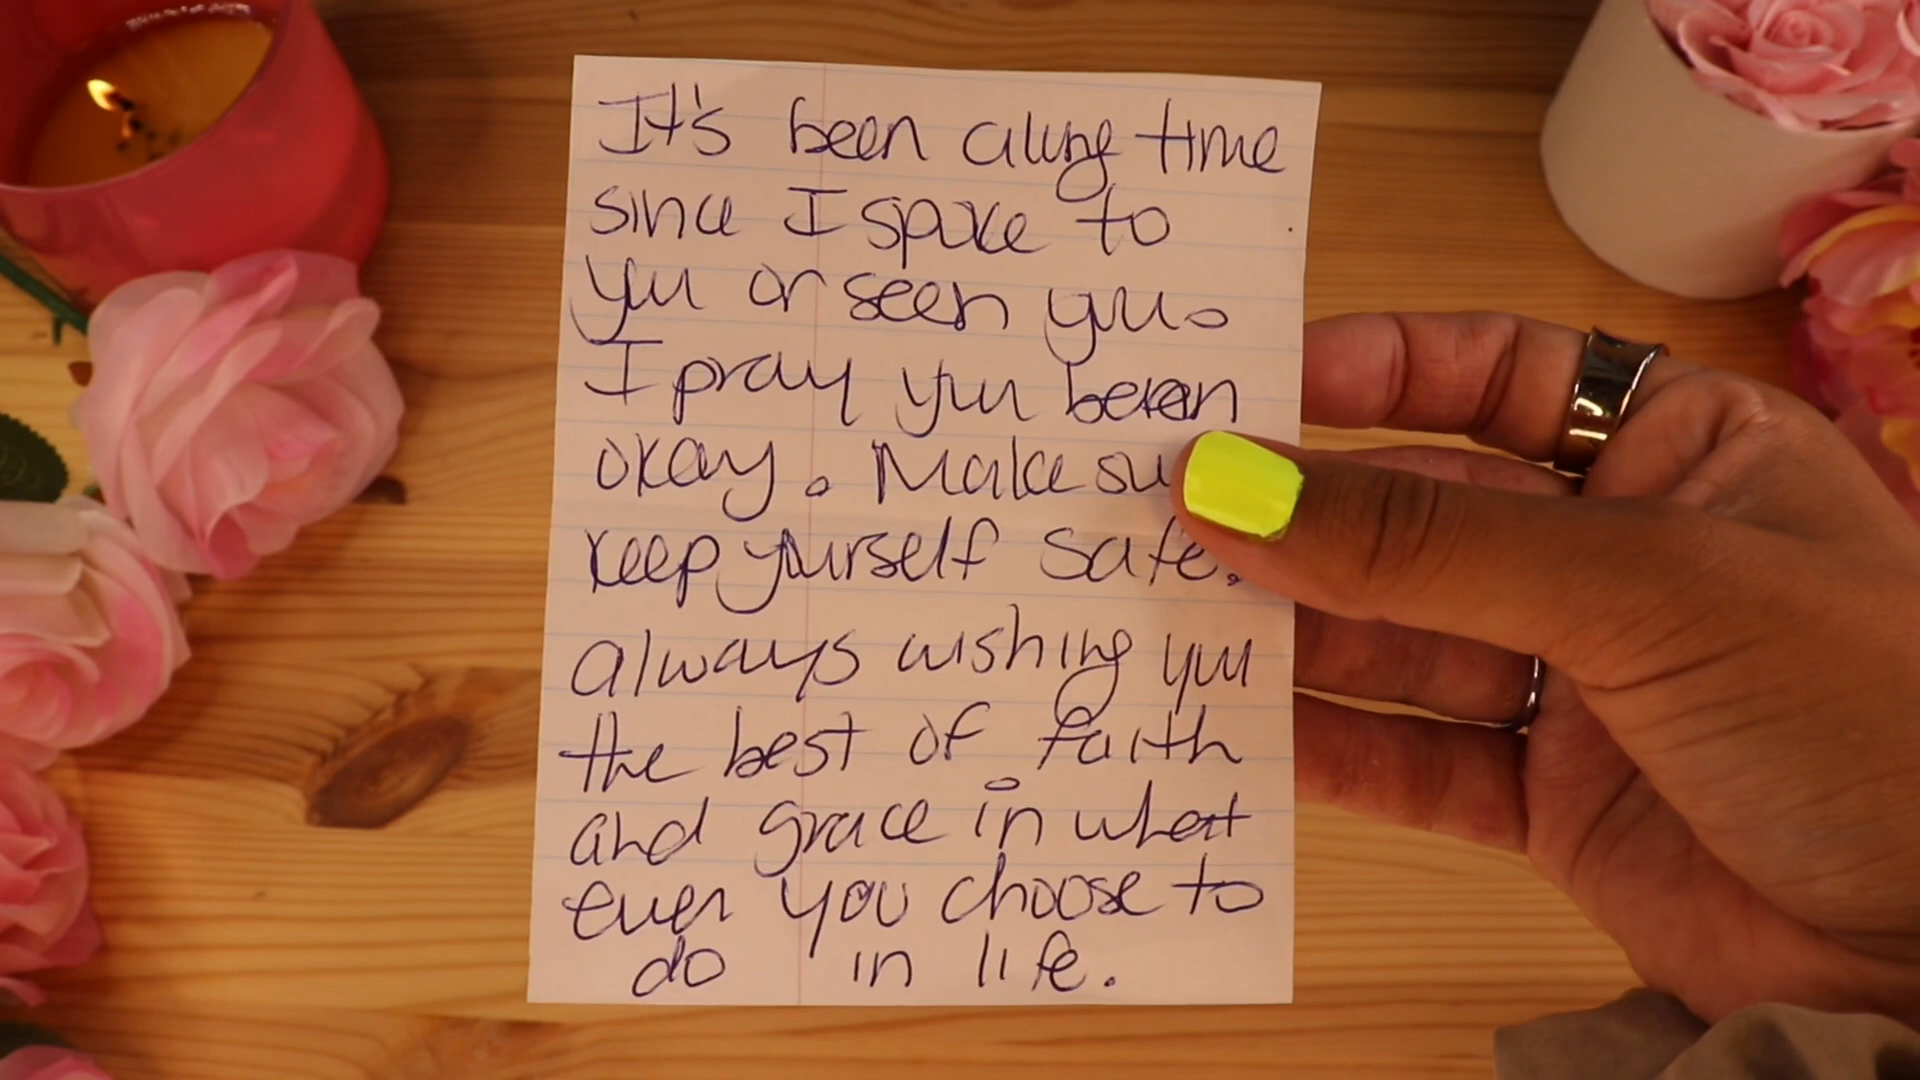 It's been along time
since I spoke to
you or seen you.
I pray you been
okay. Make su
keep yourself safe.
always wishing you
the best of faith
and grace in what
ever you choose to
do in life.